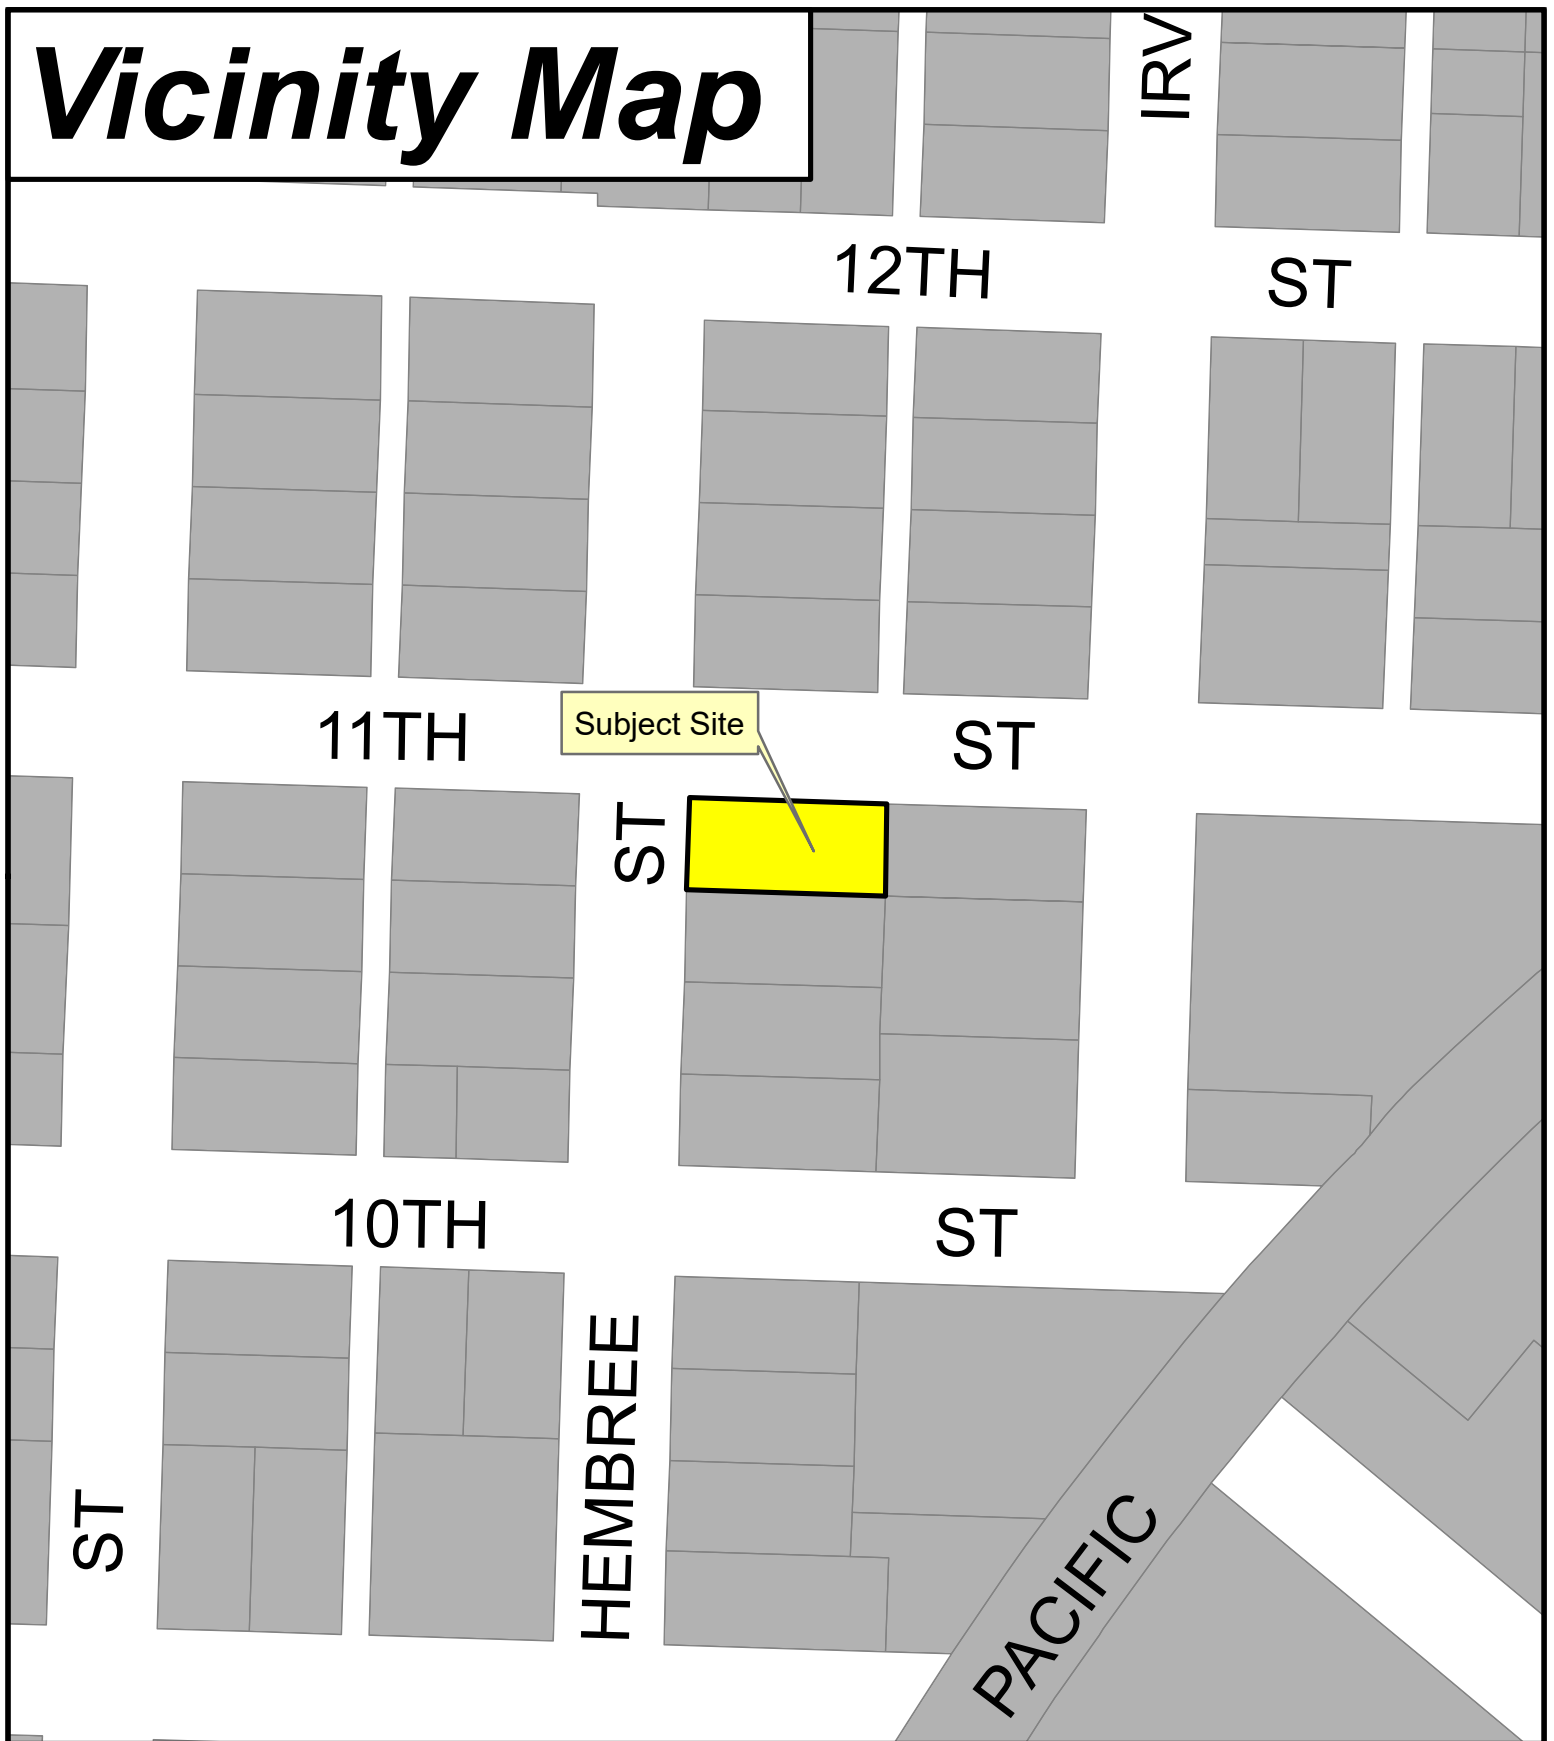 Vicinity Map
IRV
12TH ST
11TH ST
Subject Site
ST
10TH ST
HEMBREE
ST
PACIFIC